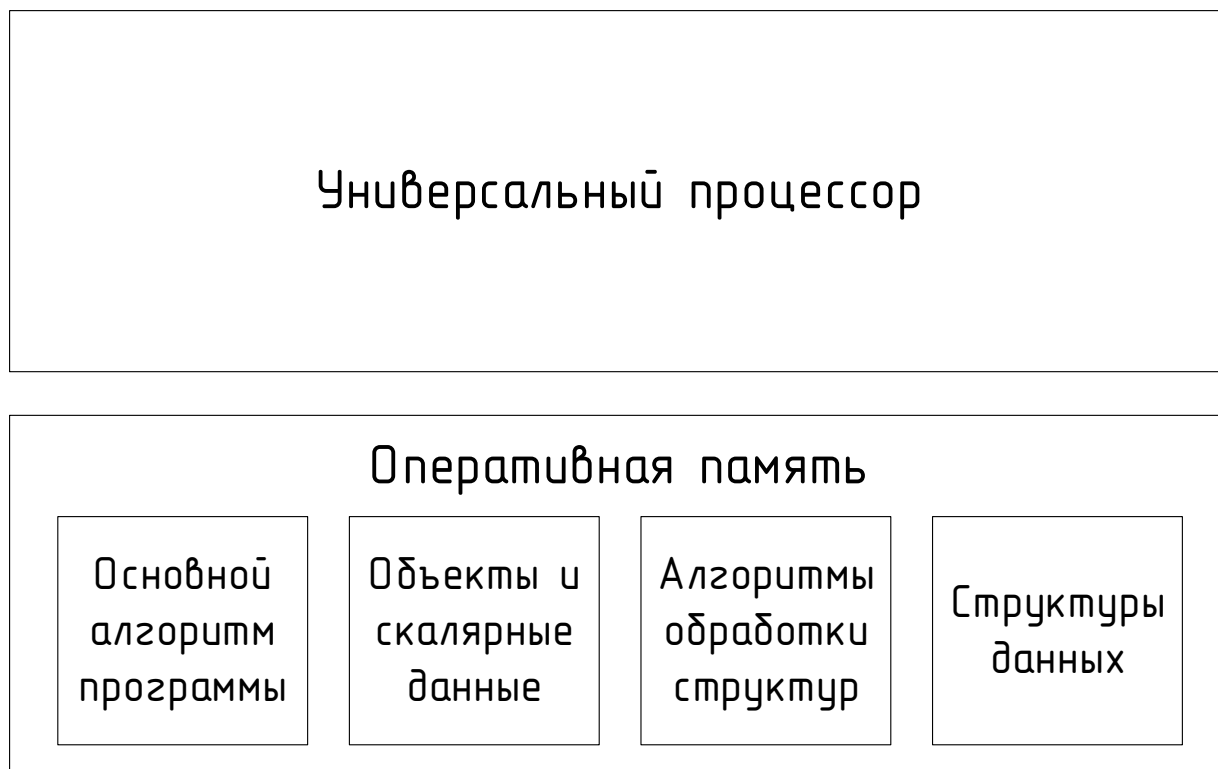 Универсальный процессор
Оперативная память
Основной
алгоритм
программы
Объекты и
скалярные
данные
Алгоритмы
обработки
структур
Структуры
данных